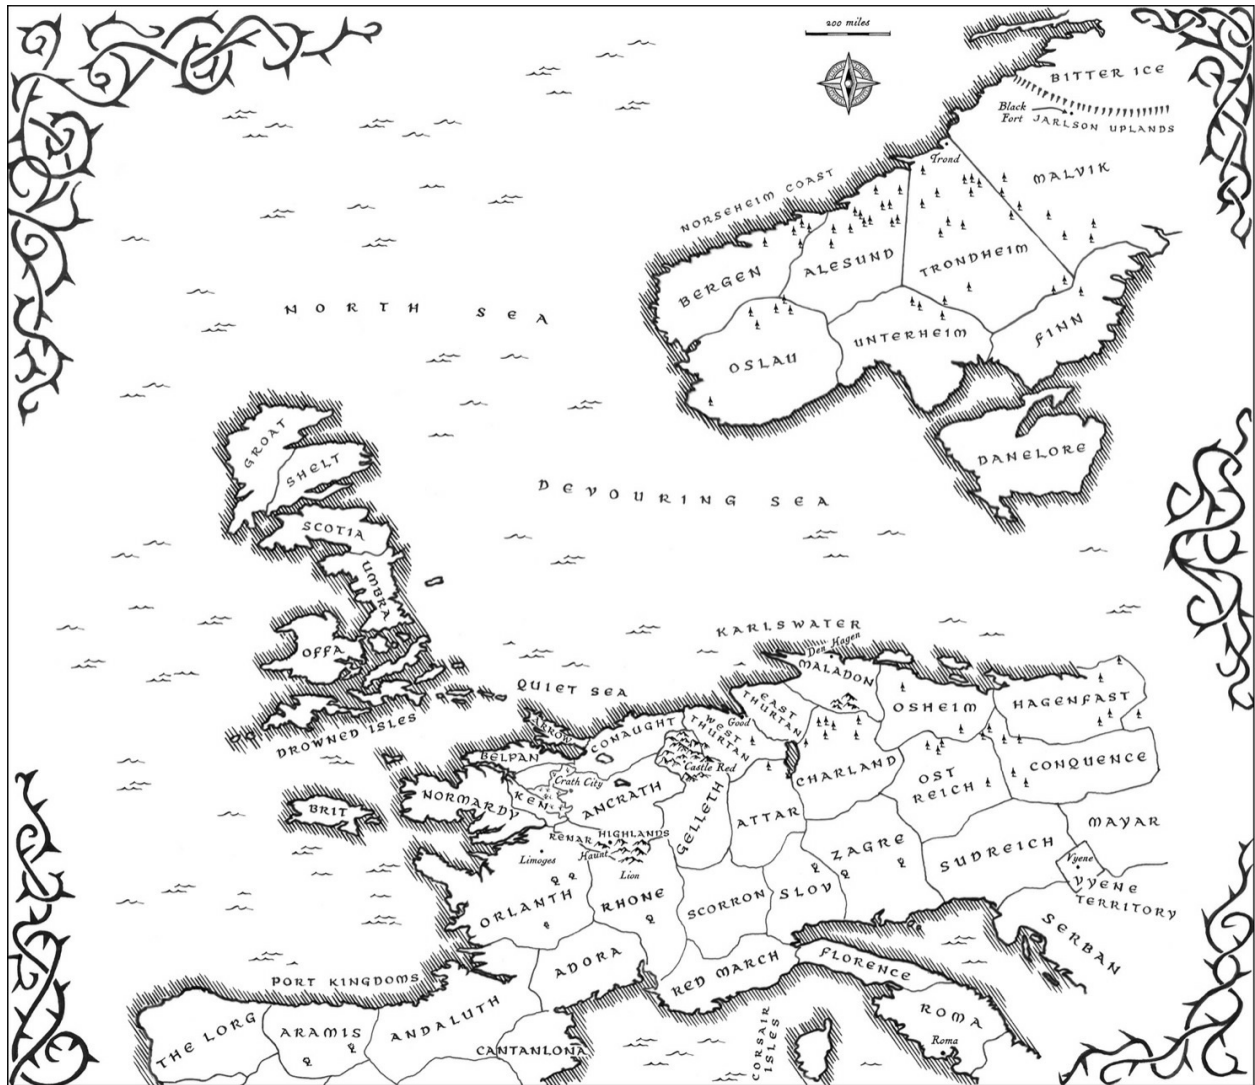 200 miles
BITTER ICE
Black
Fort
JARLSON UPLANDS
Trond
MALVIK
NORSEHEIM COAST
BERGEN
ALESUND
TRONDHEIM
NORTH SEA
OSLAU
UNTERHEIM
FINN
GROAT
SHELT
DANELORE
DEVOURING SEA
SCOTIA
UMBRA
OFFA
KARLSWATER
Den Hagen
MALADON
QUIET SEA
DROWNED ISLES
EAST
THURTAN
OSHEIM
HAGENFAST
ARROW
CONAUGHT
WEST
THURTAN
Good
BELPAN
Castle Red
CHARLAND
OST
REICH
CONQUENCE
Crath City
NORMARDY
KEN
ANCRATH
BRIT
GELLETH
ATTAR
MAYAR
RENAR HIGHLANDS
Haunt
Limoges
Lion
ZAGRE
SUDREICH
Vyene
VYENE
TERRITORY
ORLANTH
RHONE
SCORRON
SLOV
SERBAN
ADORA
RED MARCH
FLORENCE
PORT KINGDOMS
THE LORG
ARAMIS
ANDALUTH
CANTANLONA
CORSAIR
ISLES
ROMA
Roma